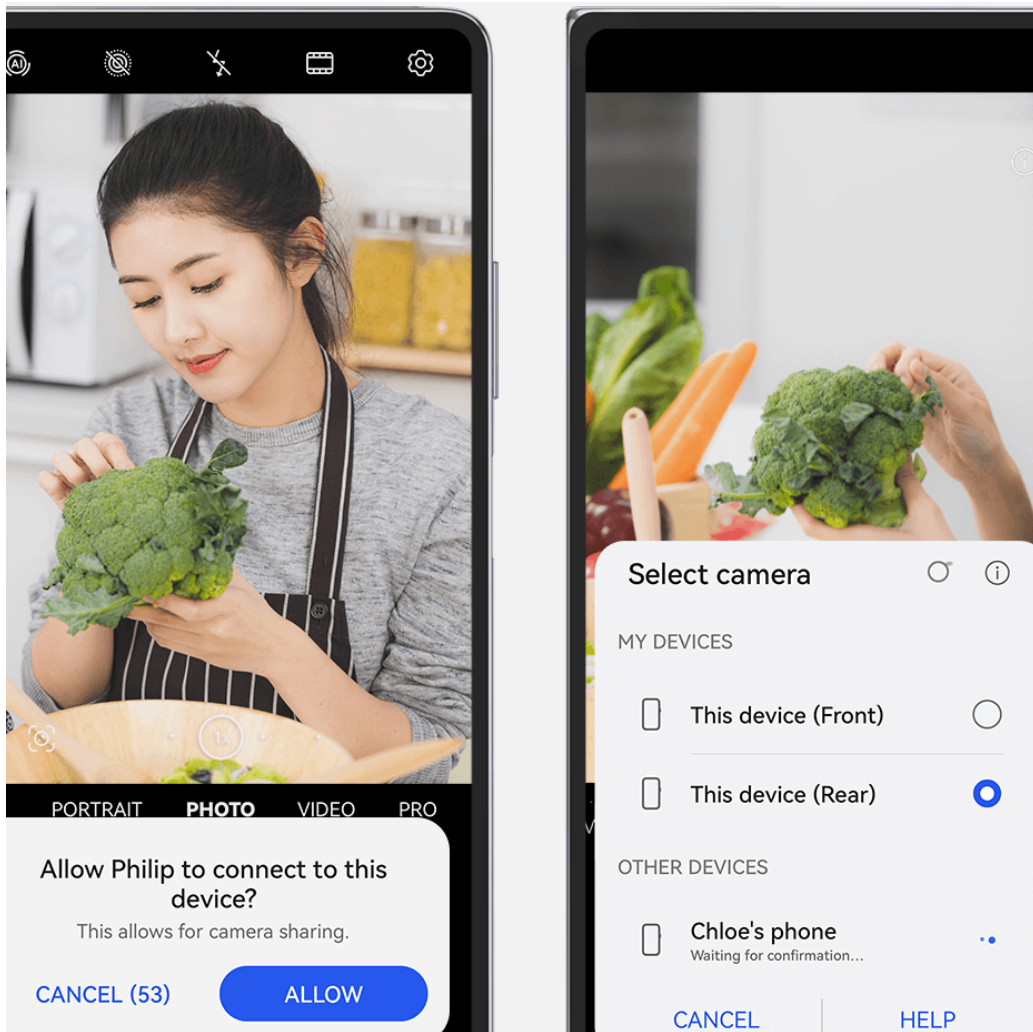 AI
PORTRAIT PHOTO VIDEO PRO
1x
Allow Philip to connect to this
device?
This allows for camera sharing.
CANCEL (53) ALLOW
Select camera
MY DEVICES
This device (Front)
This device (Rear)
OTHER DEVICES
Chloe's phone
Waiting for confirmation...
CANCEL HELP